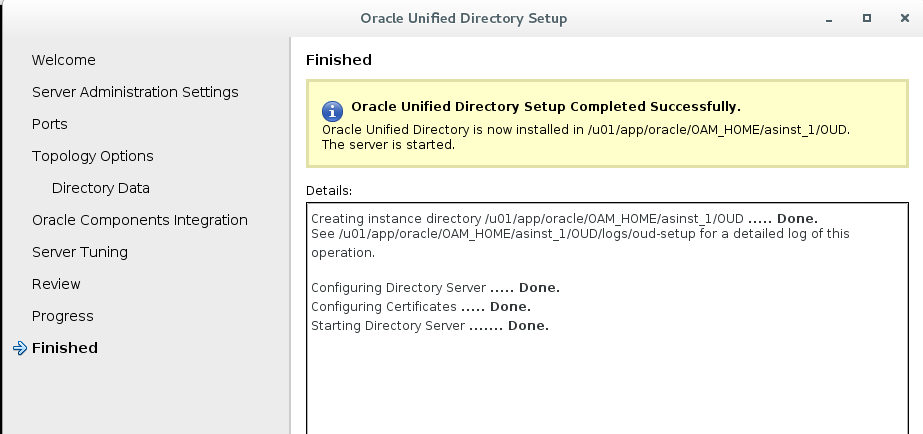 Oracle Unified Directory Setup
Welcome
Server Administration Settings
Ports
Topology Options
Directory Data
Oracle Components Integration
Server Tuning
Review
Progress
Finished
Finished
Oracle Unified Directory Setup Completed Successfully.
Oracle Unified Directory is now installed in /u01/app/oracle/OAM_HOME/asinst_1/OUD.
The server is started.
Details:
Creating instance directory /u01/app/oracle/OAM_HOME/asinst_1/OUD ..... Done.
See /u01/app/oracle/OAM_HOME/asinst_1/OUD/logs/oud-setup for a detailed log of this
operation.
Configuring Directory Server ..... Done.
Configuring Certificates ..... Done.
Starting Directory Server ....... Done.